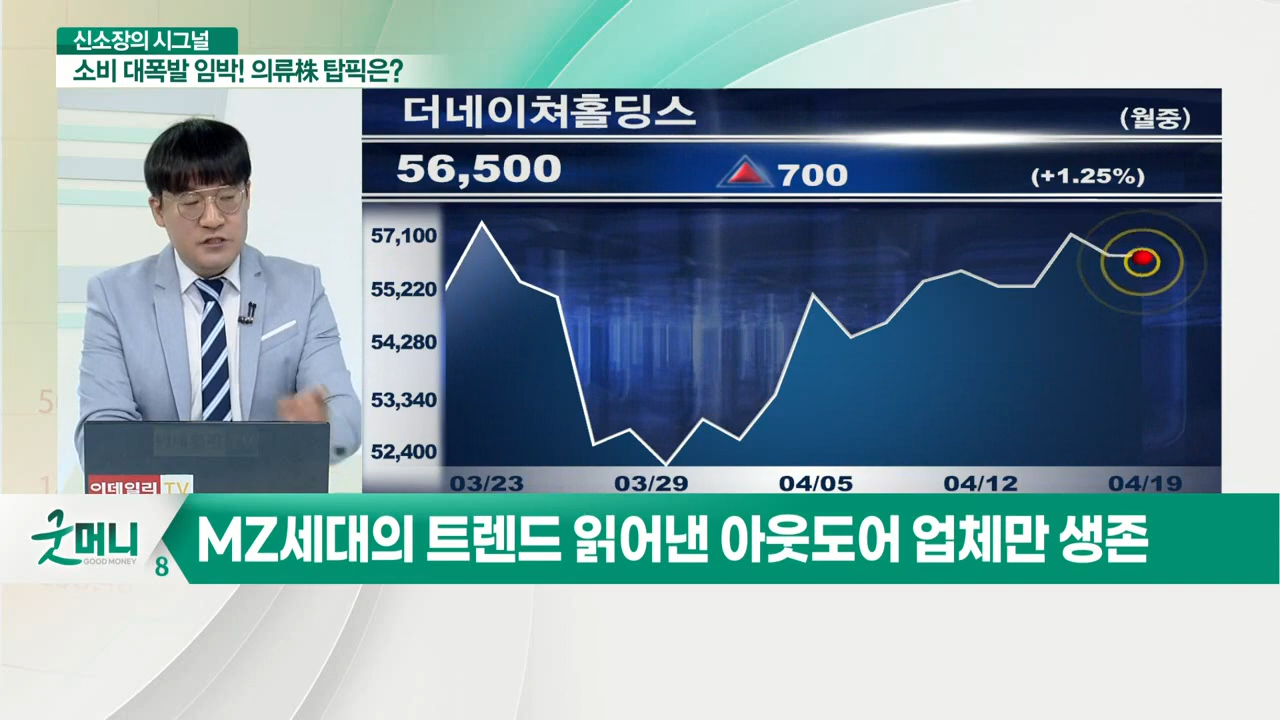 신소장의 시그널
소비 대폭발 임박! 의류株 탑픽은?
더네이쳐홀딩스
(월중)
56,500
700
(+1.25%)
57,100
55,220
54,280
53,340
52,400
03/23
03/29
04/05
04/12
04/19
이데일리 TV
굿머니
GOOD MONEY
8
MZ세대의 트렌드 읽어낸 아웃도어 업체만 생존